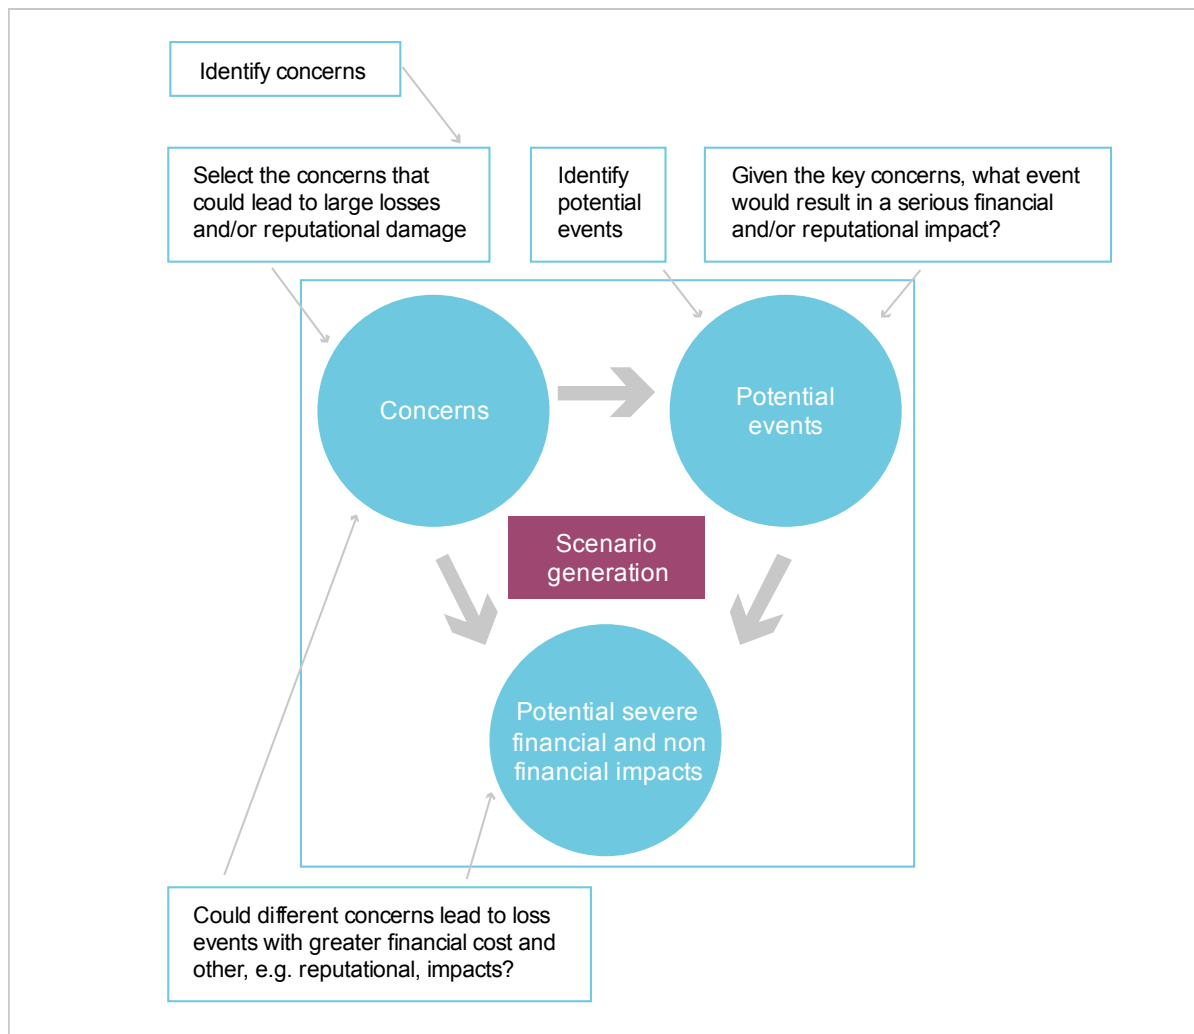 Identify concerns
Select the concerns that
could lead to large losses
and/or reputational damage
Identify
potential
events
Given the key concerns, what event
would result in a serious financial
and/or reputational impact?
Concerns
Potential
events
Scenario
generation
Potential severe
financial and non
financial impacts
Could different concerns lead to loss
events with greater financial cost and
other, e.g. reputational, impacts?